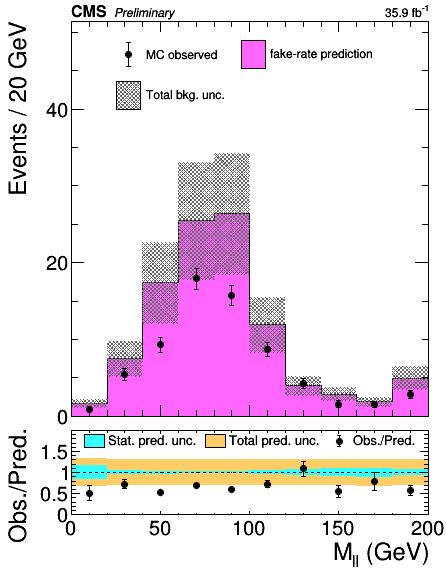 CMS Preliminary 35.9 fb⁻¹
Events / 20 GeV
MC observed
fake-rate prediction
Total bkg. unc.
40
20
0
Obs./Pred.
Stat. pred. unc.
Total pred. unc.
Obs./Pred.
1.5
1
0.5
0
0 50 100 150 200
M_ll (GeV)